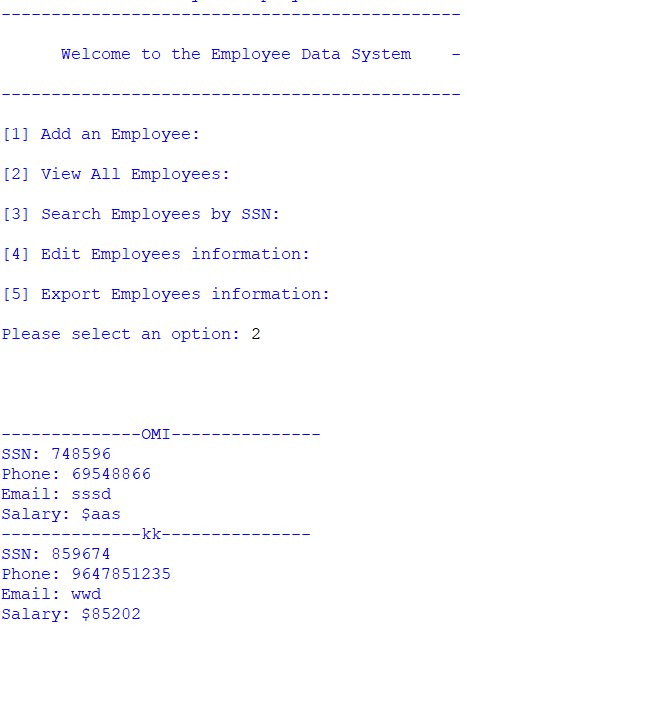 ----------------------------------------------
Welcome to the Employee Data System    -
----------------------------------------------
[1] Add an Employee:
[2] View All Employees:
[3] Search Employees by SSN:
[4] Edit Employees information:
[5] Export Employees information:
Please select an option: 2
--------------OMI---------------
SSN: 748596
Phone: 69548866
Email: sssd
Salary: $aas
--------------kk---------------
SSN: 859674
Phone: 9647851235
Email: wwd
Salary: $85202